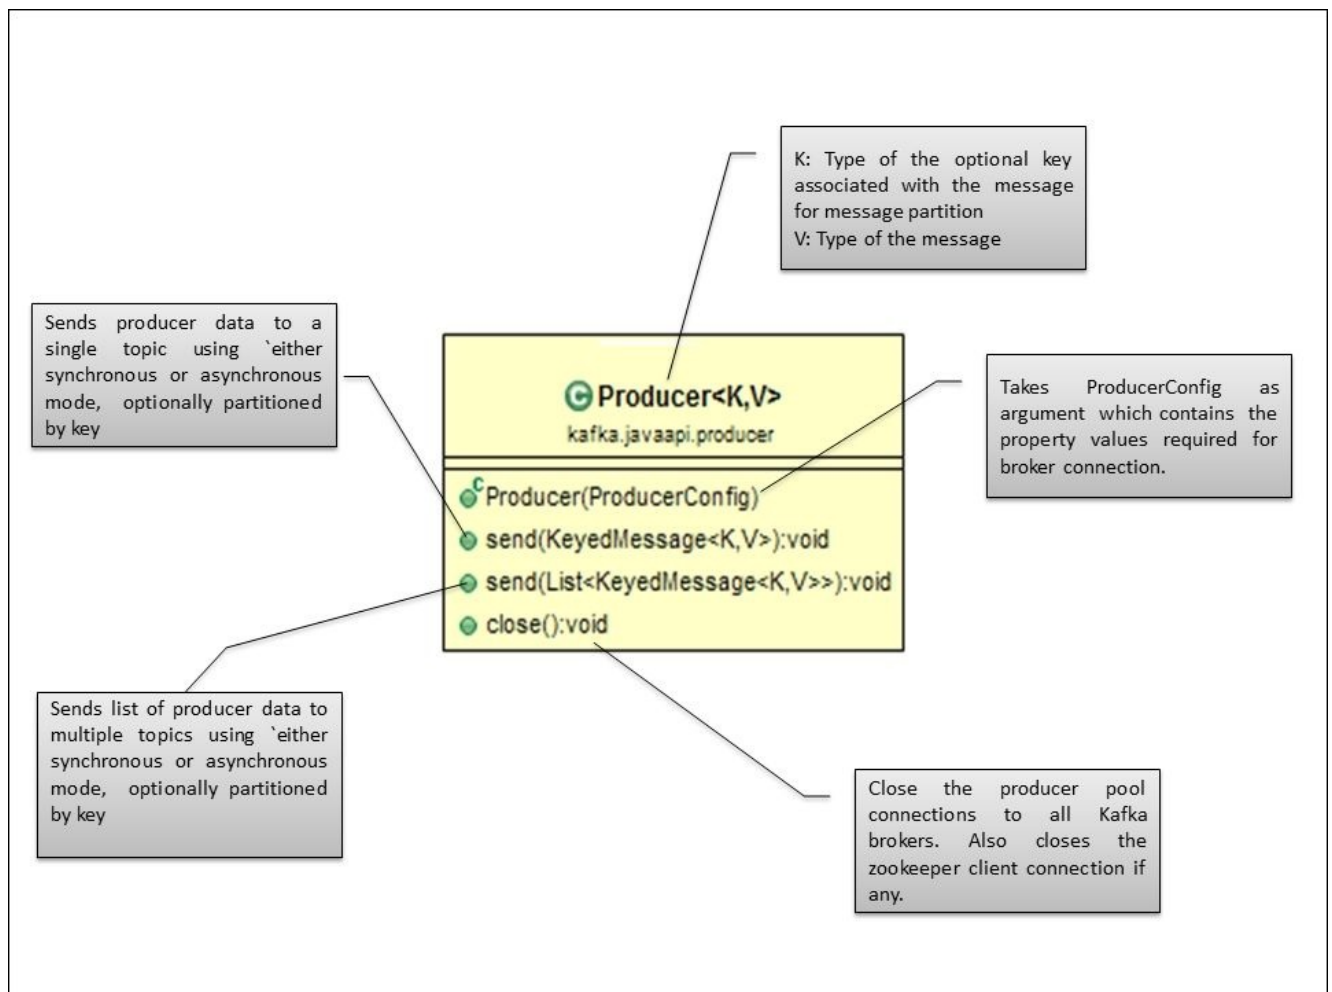 K: Type of the optional key
associated with the message
for message partition
V: Type of the message
Sends producer data to a
single topic using `either
synchronous or asynchronous
mode, optionally partitioned
by key
C Producer<K,V>
kafka.javaapi.producer
Takes ProducerConfig as
argument which contains the
property values required for
broker connection.
C Producer(ProducerConfig)
send(KeyedMessage<K,V>):void
send(List<KeyedMessage<K,V>>):void
close():void
Sends list of producer data to
multiple topics using `either
synchronous or asynchronous
mode, optionally partitioned
by key
Close the producer pool
connections to all Kafka
brokers. Also closes the
zookeeper client connection if
any.